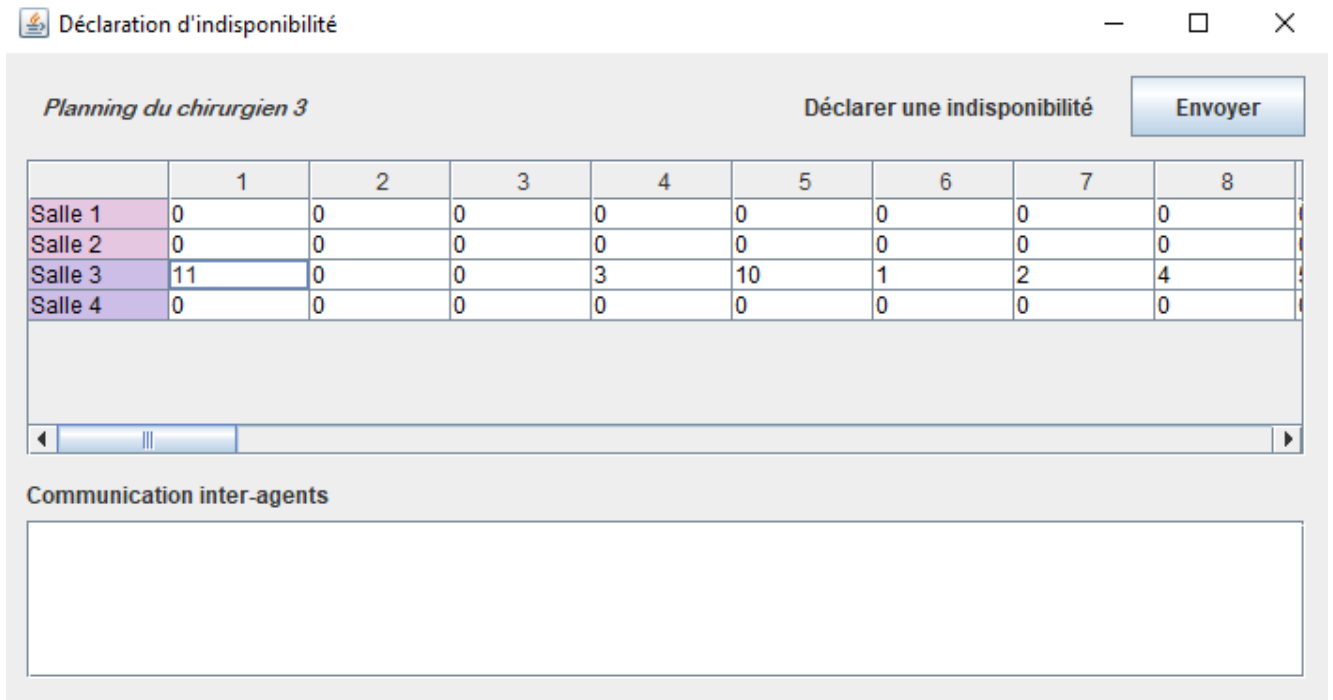 Déclaration d'indisponibilité
Planning du chirurgien 3 Déclarer une indisponibilité Envoyer
1 2 3 4 5 6 7 8
Salle 1 0 0 0 0 0 0 0 0
Salle 2 0 0 0 0 0 0 0 0
Salle 3 11 0 0 3 10 1 2 4
Salle 4 0 0 0 0 0 0 0 0
Communication inter-agents